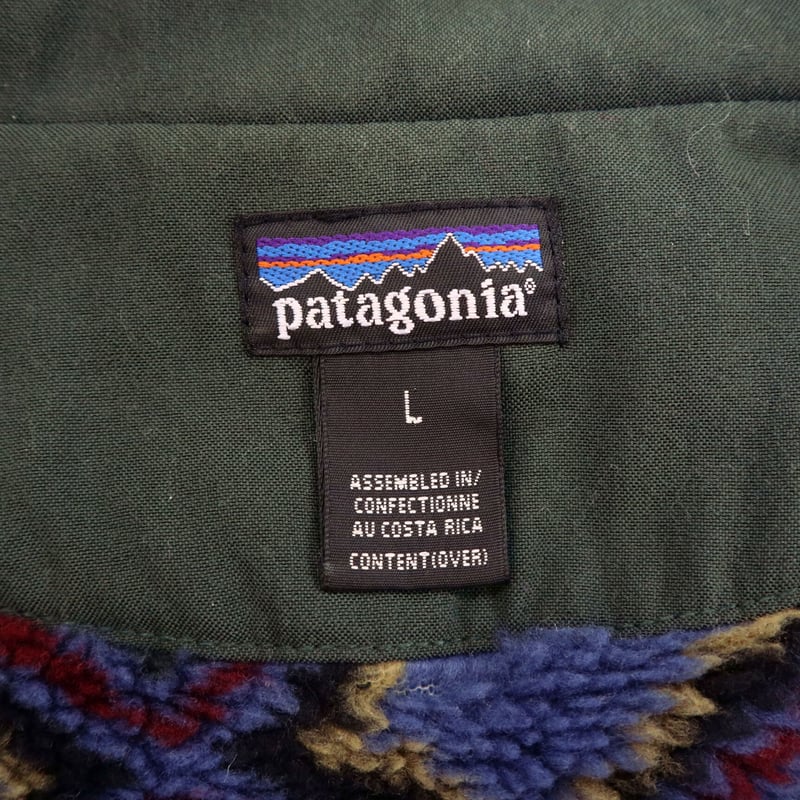 patagonia®
L
ASSEMBLED IN/
CONFECTIONNE
AU COSTA RICA
CONTENT(OVER)